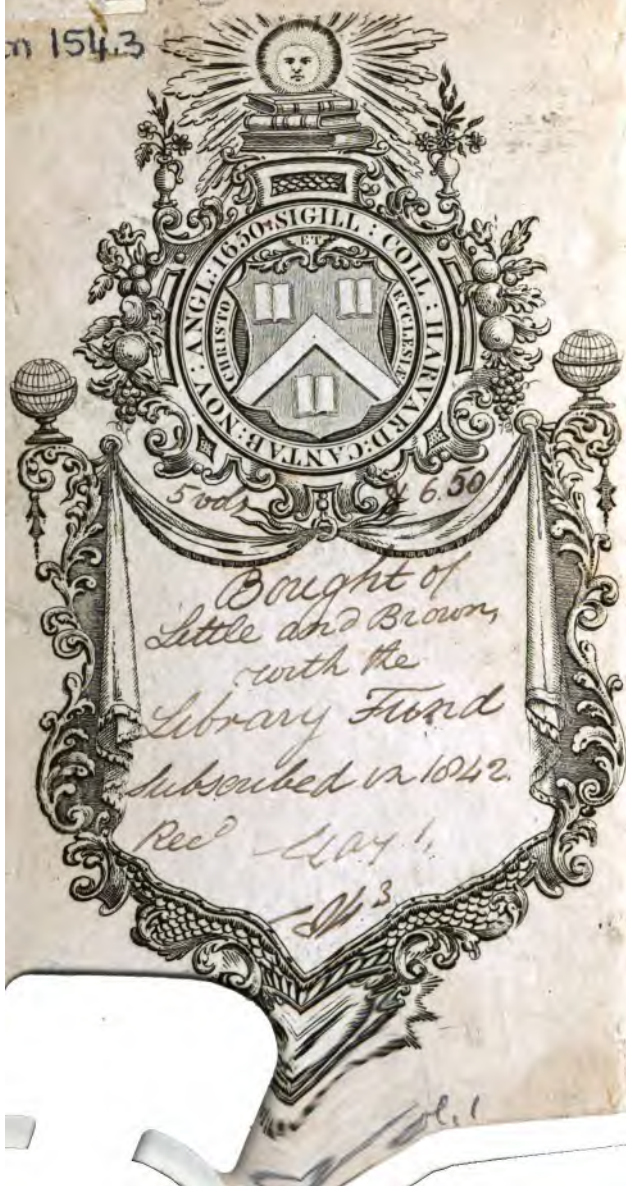 n 154.3
SIGILL : COLL : HARVARD : CANTAB : NOV : ANGL : 1650
ET
CHRISTO
ECCLESIÆ
5 vols $ 6.50
Bought of
Little and Brown,
with the
Library Fund
subscribed in 1842.
Rec^d May 1,